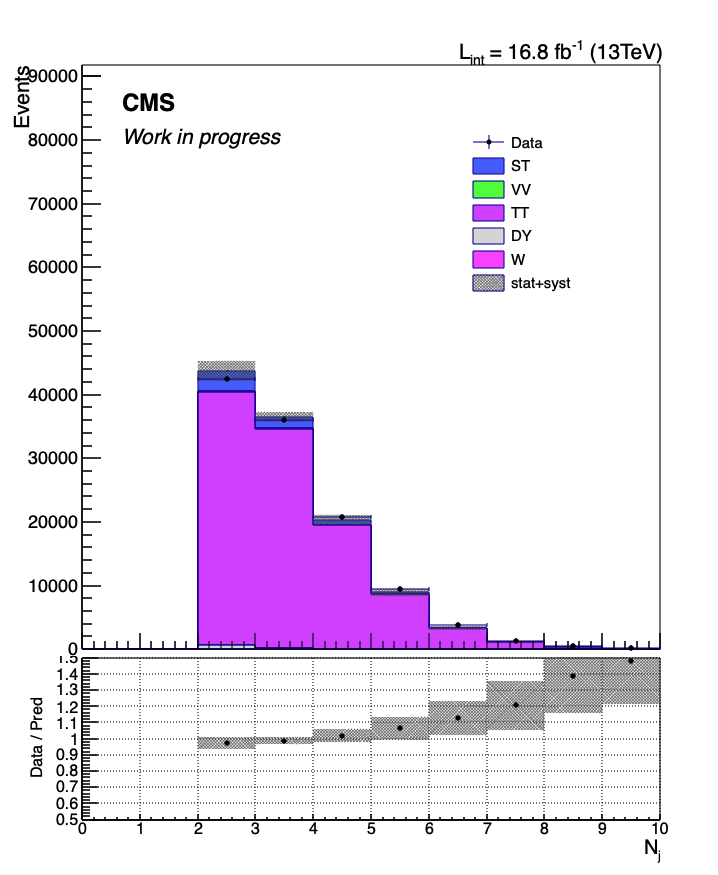 L_int = 16.8 fb⁻¹ (13TeV)
Events
90000
80000
70000
60000
50000
40000
30000
20000
10000
0
CMS
Work in progress
Data
ST
VV
TT
DY
W
stat+syst
Data / Pred
1.5
1.4
1.3
1.2
1.1
1
0.9
0.8
0.7
0.6
0.5
0 1 2 3 4 5 6 7 8 9 10
N_j